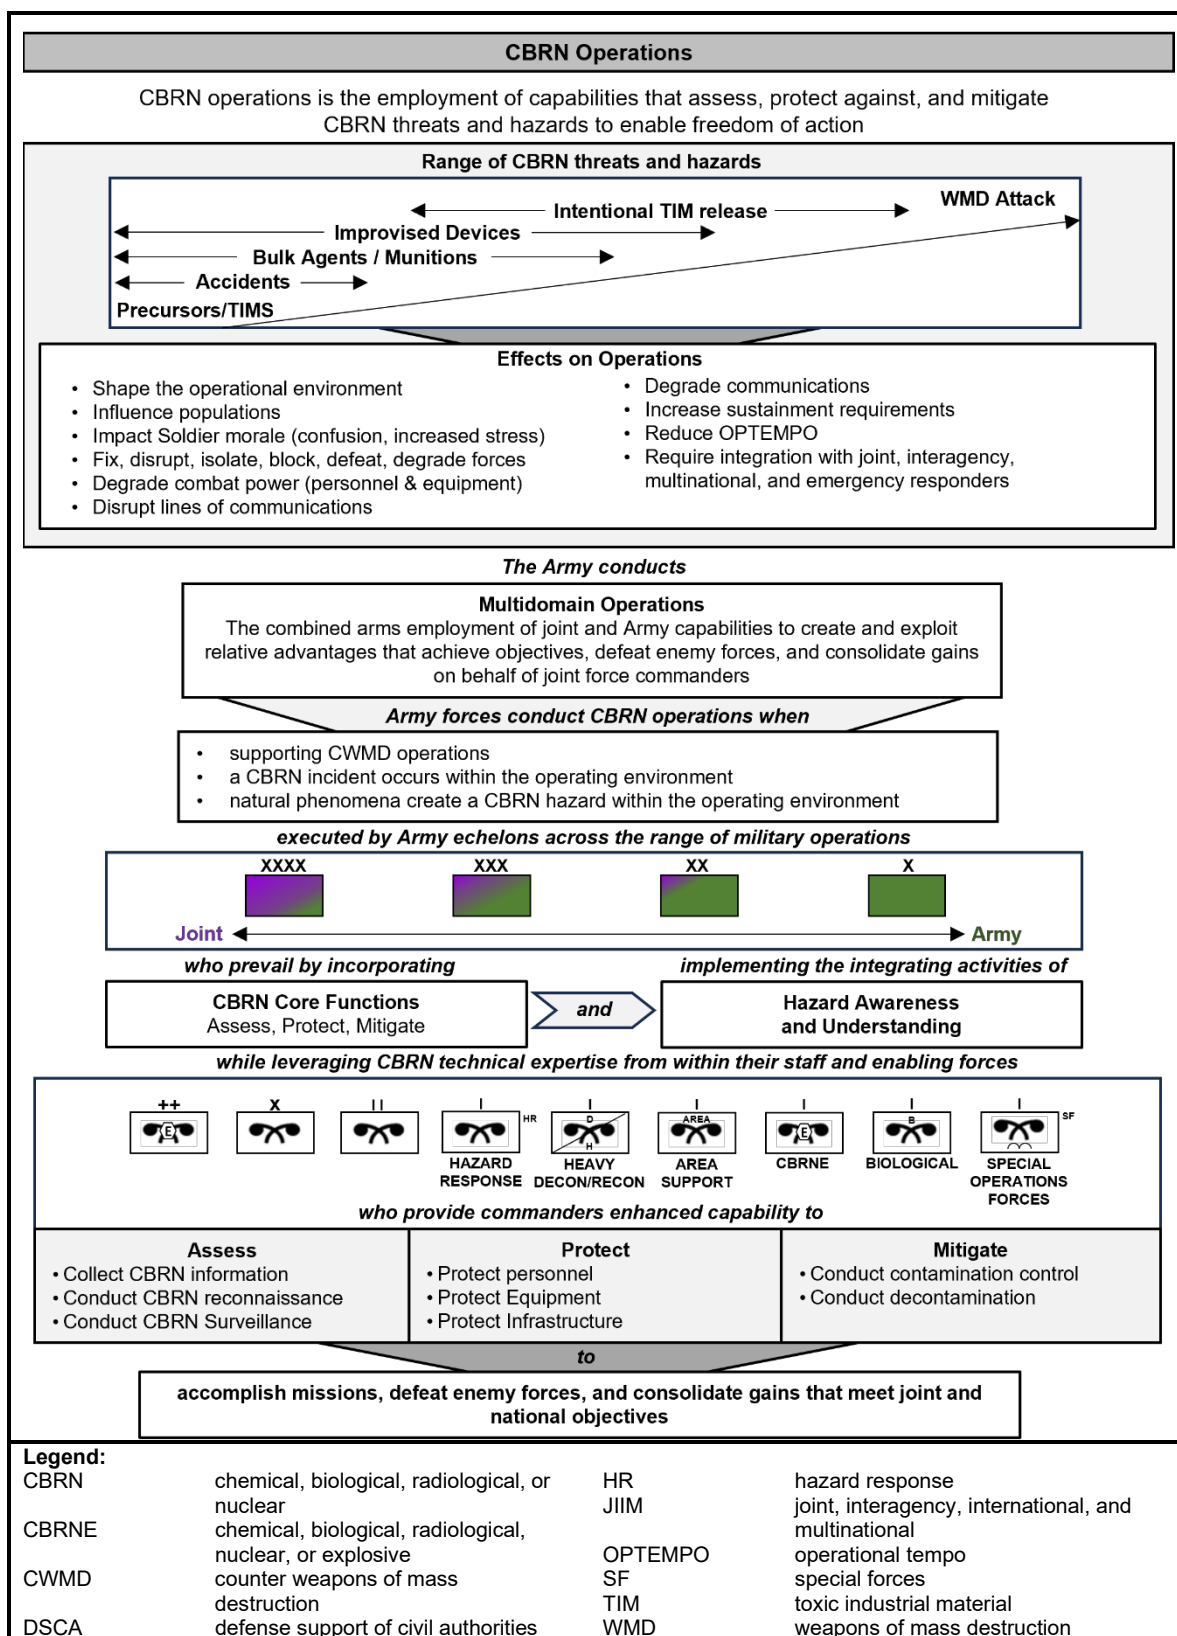 CBRN Operations
CBRN operations is the employment of capabilities that assess, protect against, and mitigate
CBRN threats and hazards to enable freedom of action
Range of CBRN threats and hazards
WMD Attack
Intentional TIM release
Improvised Devices
Bulk Agents / Munitions
Accidents
Precursors/TIMS
Effects on Operations
• Shape the operational environment
• Influence populations
• Impact Soldier morale (confusion, increased stress)
• Fix, disrupt, isolate, block, defeat, degrade forces
• Degrade combat power (personnel & equipment)
• Disrupt lines of communications
• Degrade communications
• Increase sustainment requirements
• Reduce OPTEMPO
• Require integration with joint, interagency,
multinational, and emergency responders
The Army conducts
Multidomain Operations
The combined arms employment of joint and Army capabilities to create and exploit
relative advantages that achieve objectives, defeat enemy forces, and consolidate gains
on behalf of joint force commanders
Army forces conduct CBRN operations when
• supporting CWMD operations
• a CBRN incident occurs within the operating environment
• natural phenomena create a CBRN hazard within the operating environment
executed by Army echelons across the range of military operations
XXXX XXX XX X
Joint Army
who prevail by incorporating
implementing the integrating activities of
CBRN Core Functions
Assess, Protect, Mitigate
and
Hazard Awareness
and Understanding
while leveraging CBRN technical expertise from within their staff and enabling forces
++ X I I I I I I I I
E HR D H AREA E B SF
HAZARD
RESPONSE
HEAVY
DECON/RECON
AREA
SUPPORT
CBRNE
BIOLOGICAL
SPECIAL
OPERATIONS
FORCES
who provide commanders enhanced capability to
Assess
• Collect CBRN information
• Conduct CBRN reconnaissance
• Conduct CBRN Surveillance
Protect
• Protect personnel
• Protect Equipment
• Protect Infrastructure
Mitigate
• Conduct contamination control
• Conduct decontamination
to
accomplish missions, defeat enemy forces, and consolidate gains that meet joint and
national objectives
Legend:
CBRN chemical, biological, radiological, or
nuclear
CBRNE chemical, biological, radiological,
nuclear, or explosive
CWMD counter weapons of mass
destruction
DSCA defense support of civil authorities
HR hazard response
JIIM joint, interagency, international, and
multinational
OPTEMPO operational tempo
SF special forces
TIM toxic industrial material
WMD weapons of mass destruction